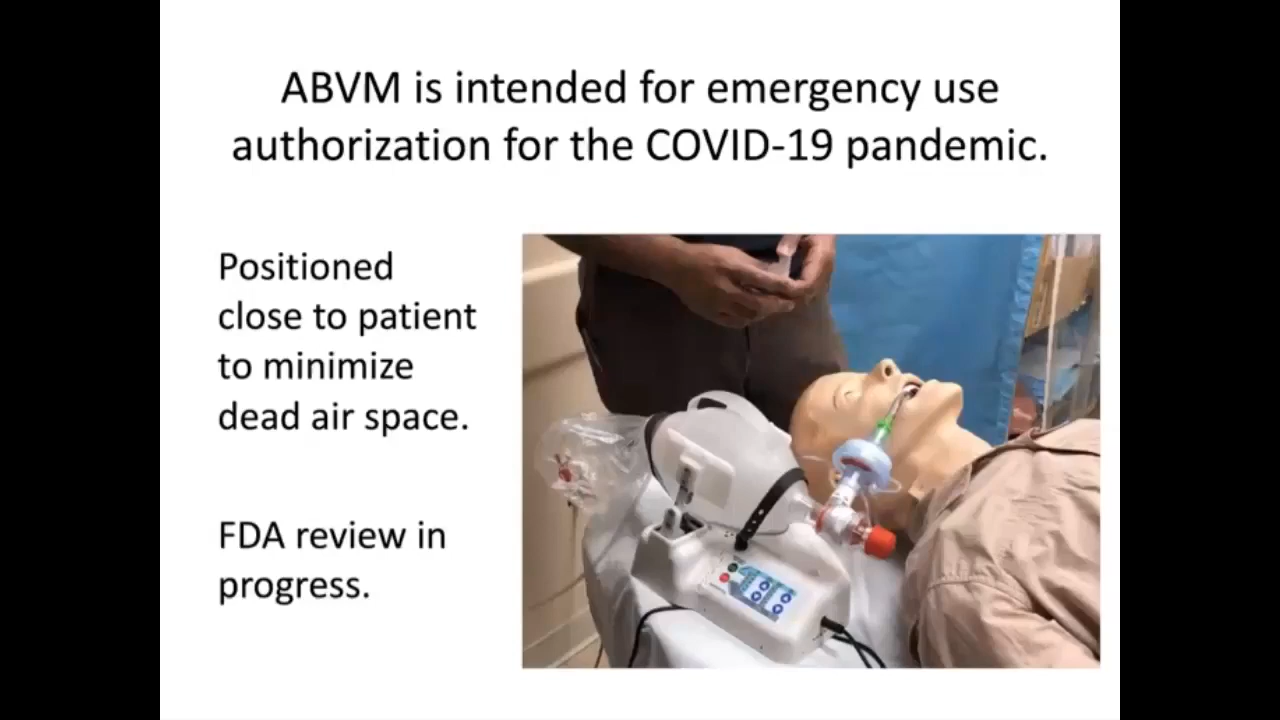 ABVM is intended for emergency use
authorization for the COVID-19 pandemic.
Positioned
close to patient
to minimize
dead air space.
FDA review in
progress.